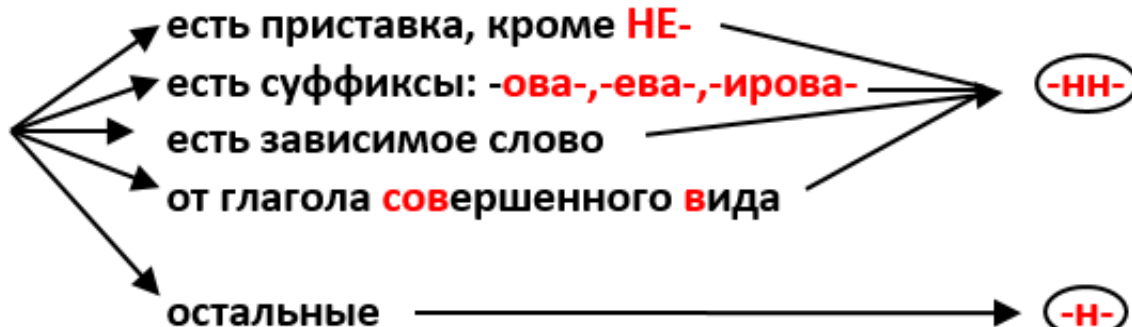 есть приставка, кроме НЕ-
есть суффиксы: -ова-,-ева-,-ирова-
-нн-
есть зависимое слово
от глагола совершенного вида
остальные
-н-